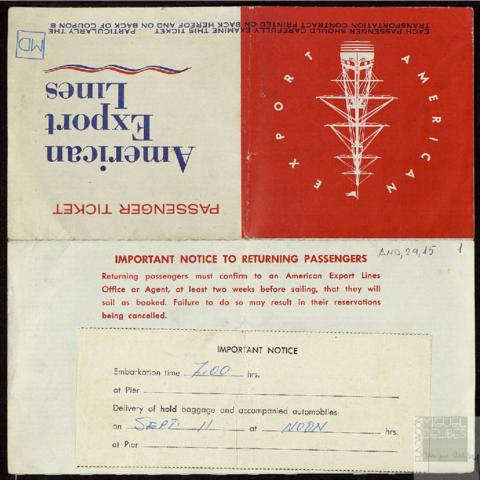 EACH PASSENGER SHOULD CAREFULLY EXAMINE THIS TICKET PARTICULARLY THE
TRANSPORTATION CONTRACT PRINTED ON BACK HEREOF AND ON BACK OF COUPON B
MD
American
Export
Lines
PASSENGER TICKET
AMERICAN EXPORT
IMPORTANT NOTICE TO RETURNING PASSENGERS
AND, 29, 15 1
Returning passengers must confirm to an American Export Lines
Office or Agent, at least two weeks before sailing, that they will
sail as booked. Failure to do so may result in their reservations
being cancelled.
IMPORTANT NOTICE
Embarkation time 7.00 hrs.
at Pier
Delivery of hold baggage and accompanied automobiles:
on SEPT. 11 at NOON hrs.
at Pier